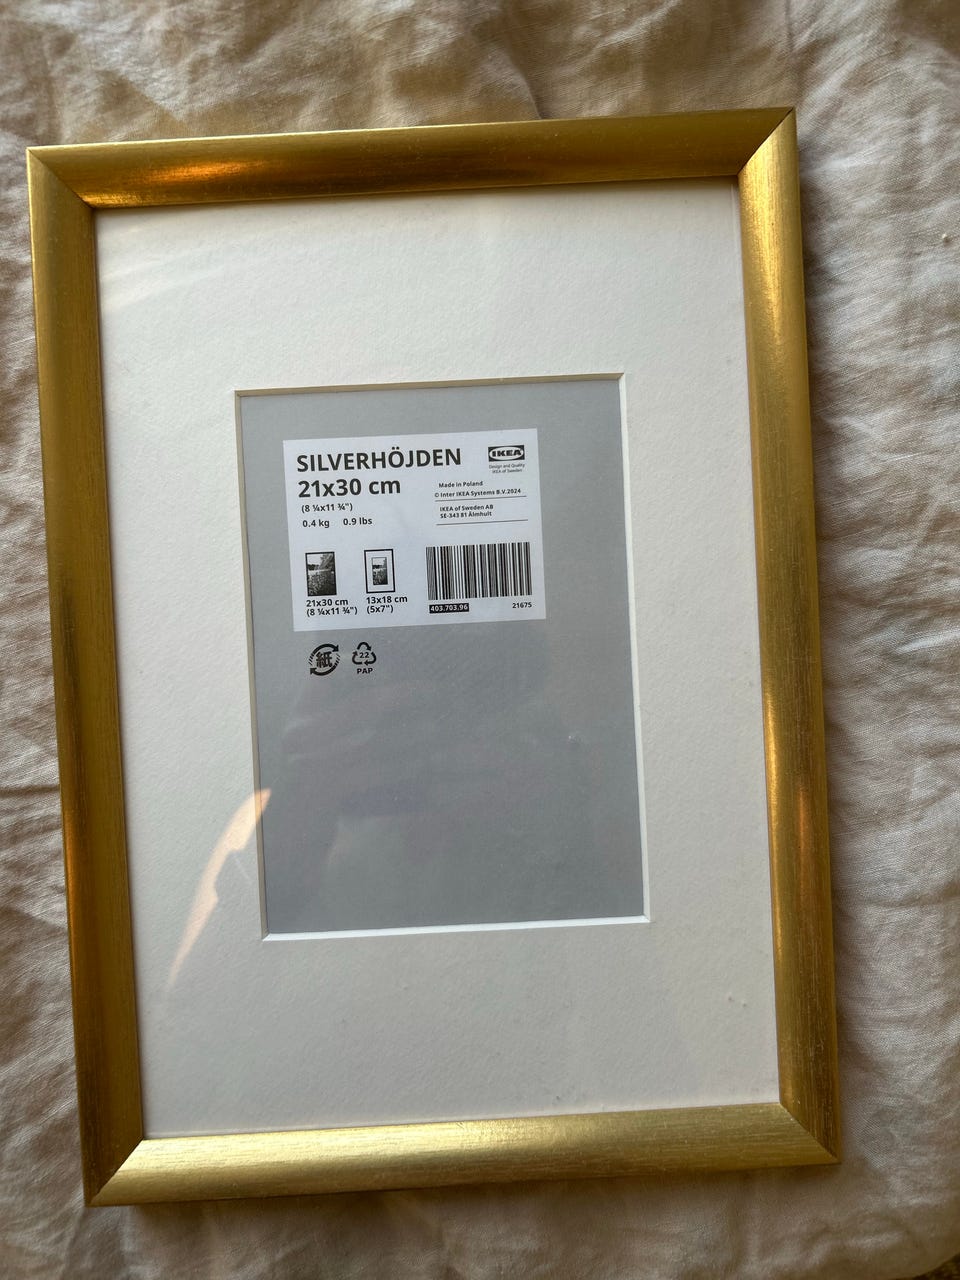 SILVERHÖJDEN
21x30 cm
(8 ¼x11 ¾")
0.4 kg 0.9 lbs
IKEA
Design and Quality
IKEA of Sweden
Made in Poland
© Inter IKEA Systems B.V. 2024
IKEA of Sweden AB
SE-343 81 Älmhult
21x30 cm
(8 ¼x11 ¾")
13x18 cm
(5x7")
403.703.96
21675
紙
22
PAP